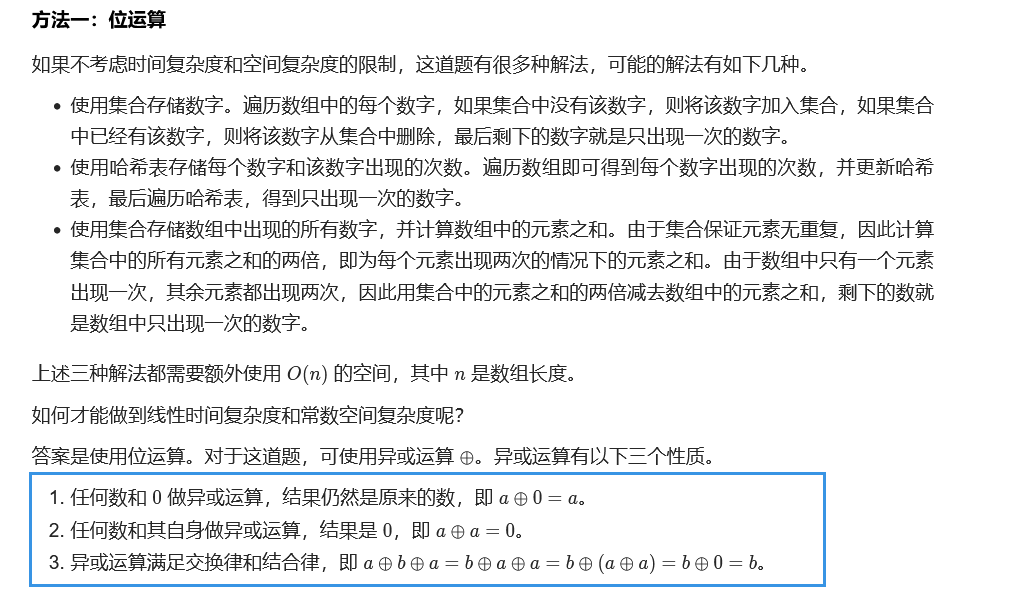 方法一：位运算
如果不考虑时间复杂度和空间复杂度的限制，这道题有很多种解法，可能的解法有如下几种。
• 使用集合存储数字。遍历数组中的每个数字，如果集合中没有该数字，则将该数字加入集合，如果集合
中已经有该数字，则将该数字从集合中删除，最后剩下的数字就是只出现一次的数字。
• 使用哈希表存储每个数字和该数字出现的次数。遍历数组即可得到每个数字出现的次数，并更新哈希
表，最后遍历哈希表，得到只出现一次的数字。
• 使用集合存储数组中出现的所有数字，并计算数组中的元素之和。由于集合保证元素无重复，因此计算
集合中的所有元素之和的两倍，即为每个元素出现两次的情况下的元素之和。由于数组中只有一个元素
出现一次，其余元素都出现两次，因此用集合中的元素之和的两倍减去数组中的元素之和，剩下的数就
是数组中只出现一次的数字。
上述三种解法都需要额外使用 O(n) 的空间，其中 n 是数组长度。
如何才能做到线性时间复杂度和常数空间复杂度呢？
答案是使用位运算。对于这道题，可使用异或运算 ⊕。异或运算有以下三个性质。
1. 任何数和 0 做异或运算，结果仍然是原来的数，即 a ⊕ 0 = a。
2. 任何数和其自身做异或运算，结果是 0，即 a ⊕ a = 0。
3. 异或运算满足交换律和结合律，即 a ⊕ b ⊕ a = b ⊕ a ⊕ a = b ⊕ (a ⊕ a) = b ⊕ 0 = b。